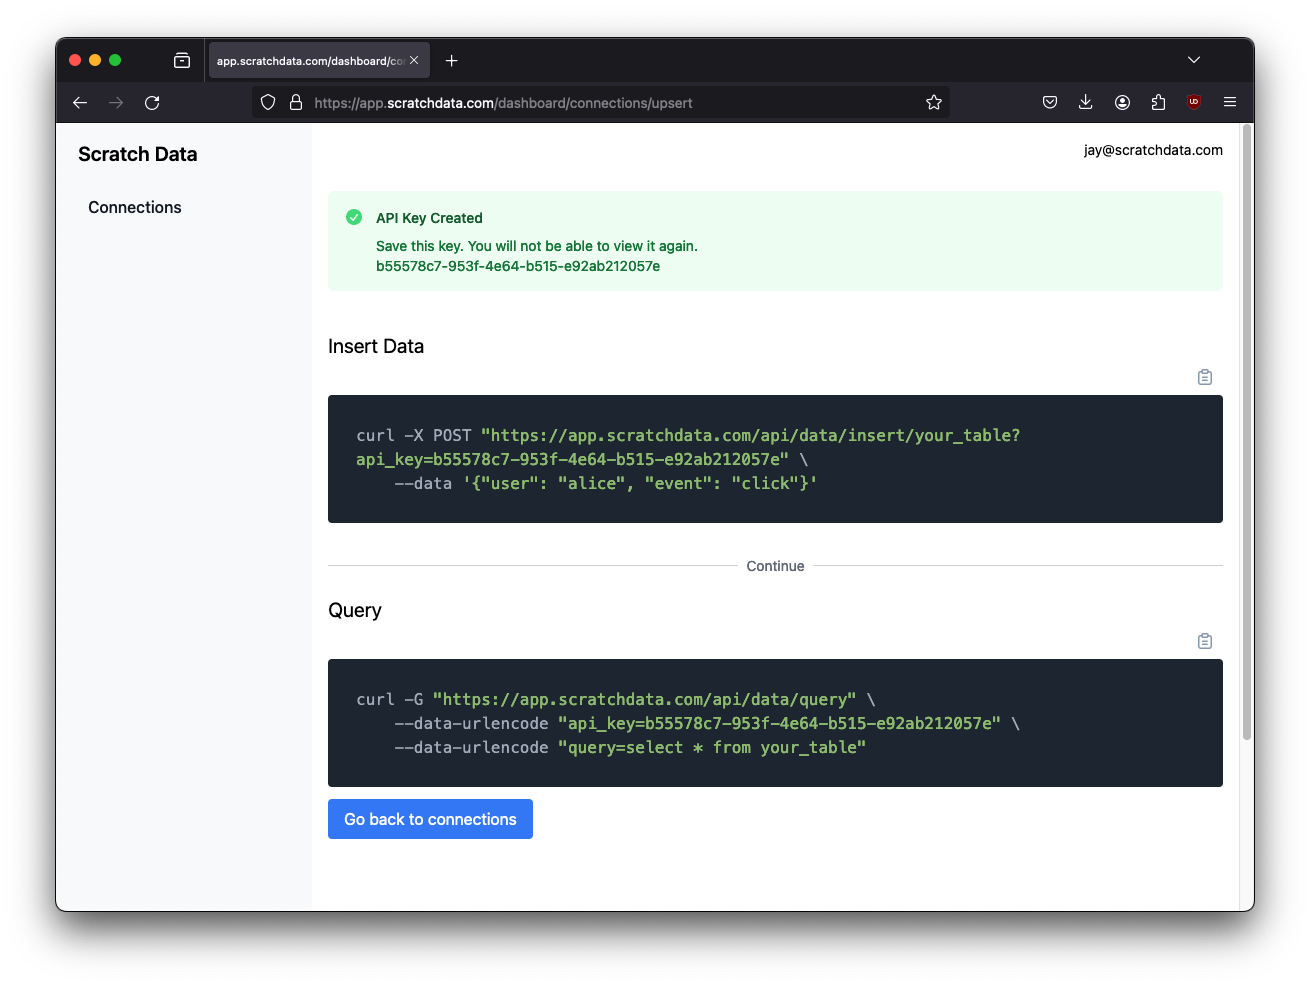 app.scratchdata.com/dashboard/co
https://app.scratchdata.com/dashboard/connections/upsert
Scratch Data
jay@scratchdata.com
Connections
API Key Created
Save this key. You will not be able to view it again.
b55578c7-953f-4e64-b515-e92ab212057e
Insert Data
curl -X POST "https://app.scratchdata.com/api/data/insert/your_table?
api_key=b55578c7-953f-4e64-b515-e92ab212057e" \
    --data '{"user": "alice", "event": "click"}'
Continue
Query
curl -G "https://app.scratchdata.com/api/data/query" \
    --data-urlencode "api_key=b55578c7-953f-4e64-b515-e92ab212057e" \
    --data-urlencode "query=select * from your_table"
Go back to connections